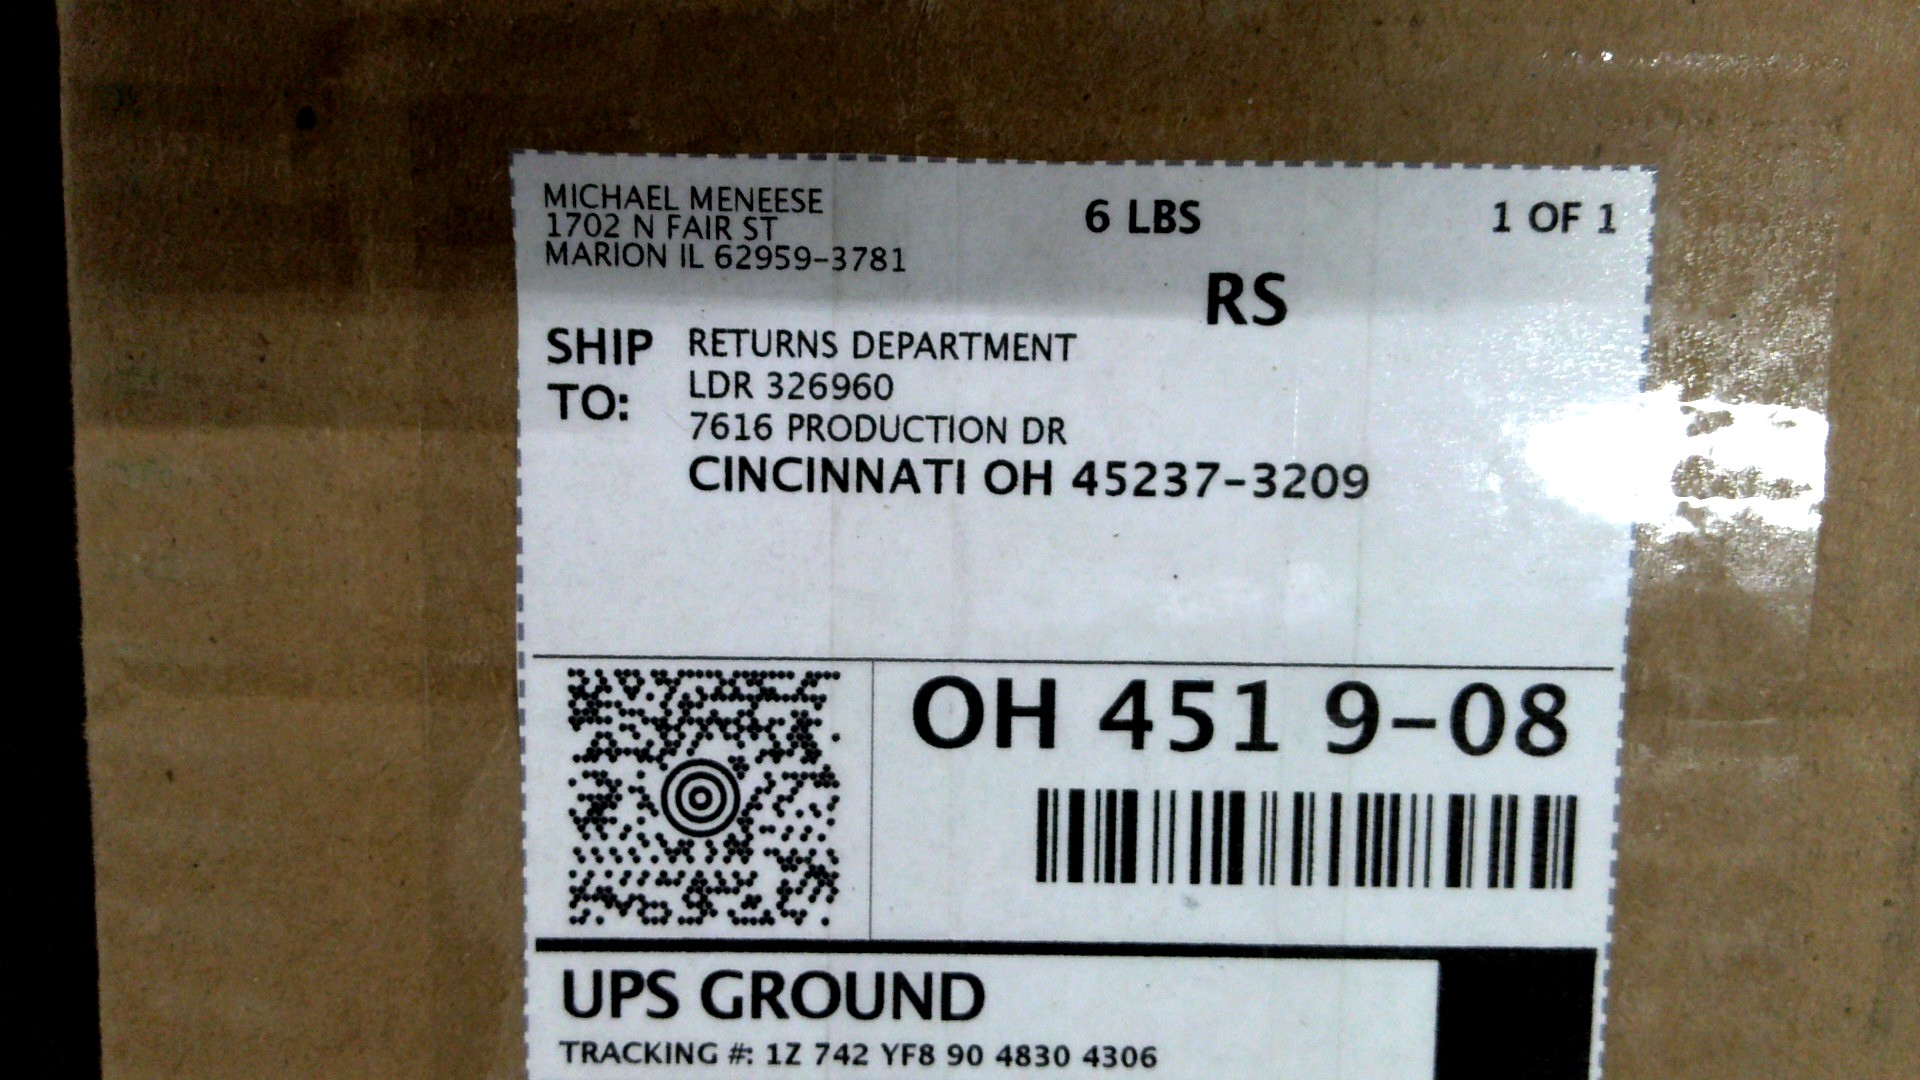 MICHAEL MENEESE
1702 N FAIR ST
MARION IL 62959-3781
6 LBS
1 OF 1
RS
SHIP TO:
RETURNS DEPARTMENT
LDR 326960
7616 PRODUCTION DR
CINCINNATI OH 45237-3209
OH 451 9-08
UPS GROUND
TRACKING #: 1Z 742 YF8 90 4830 4306